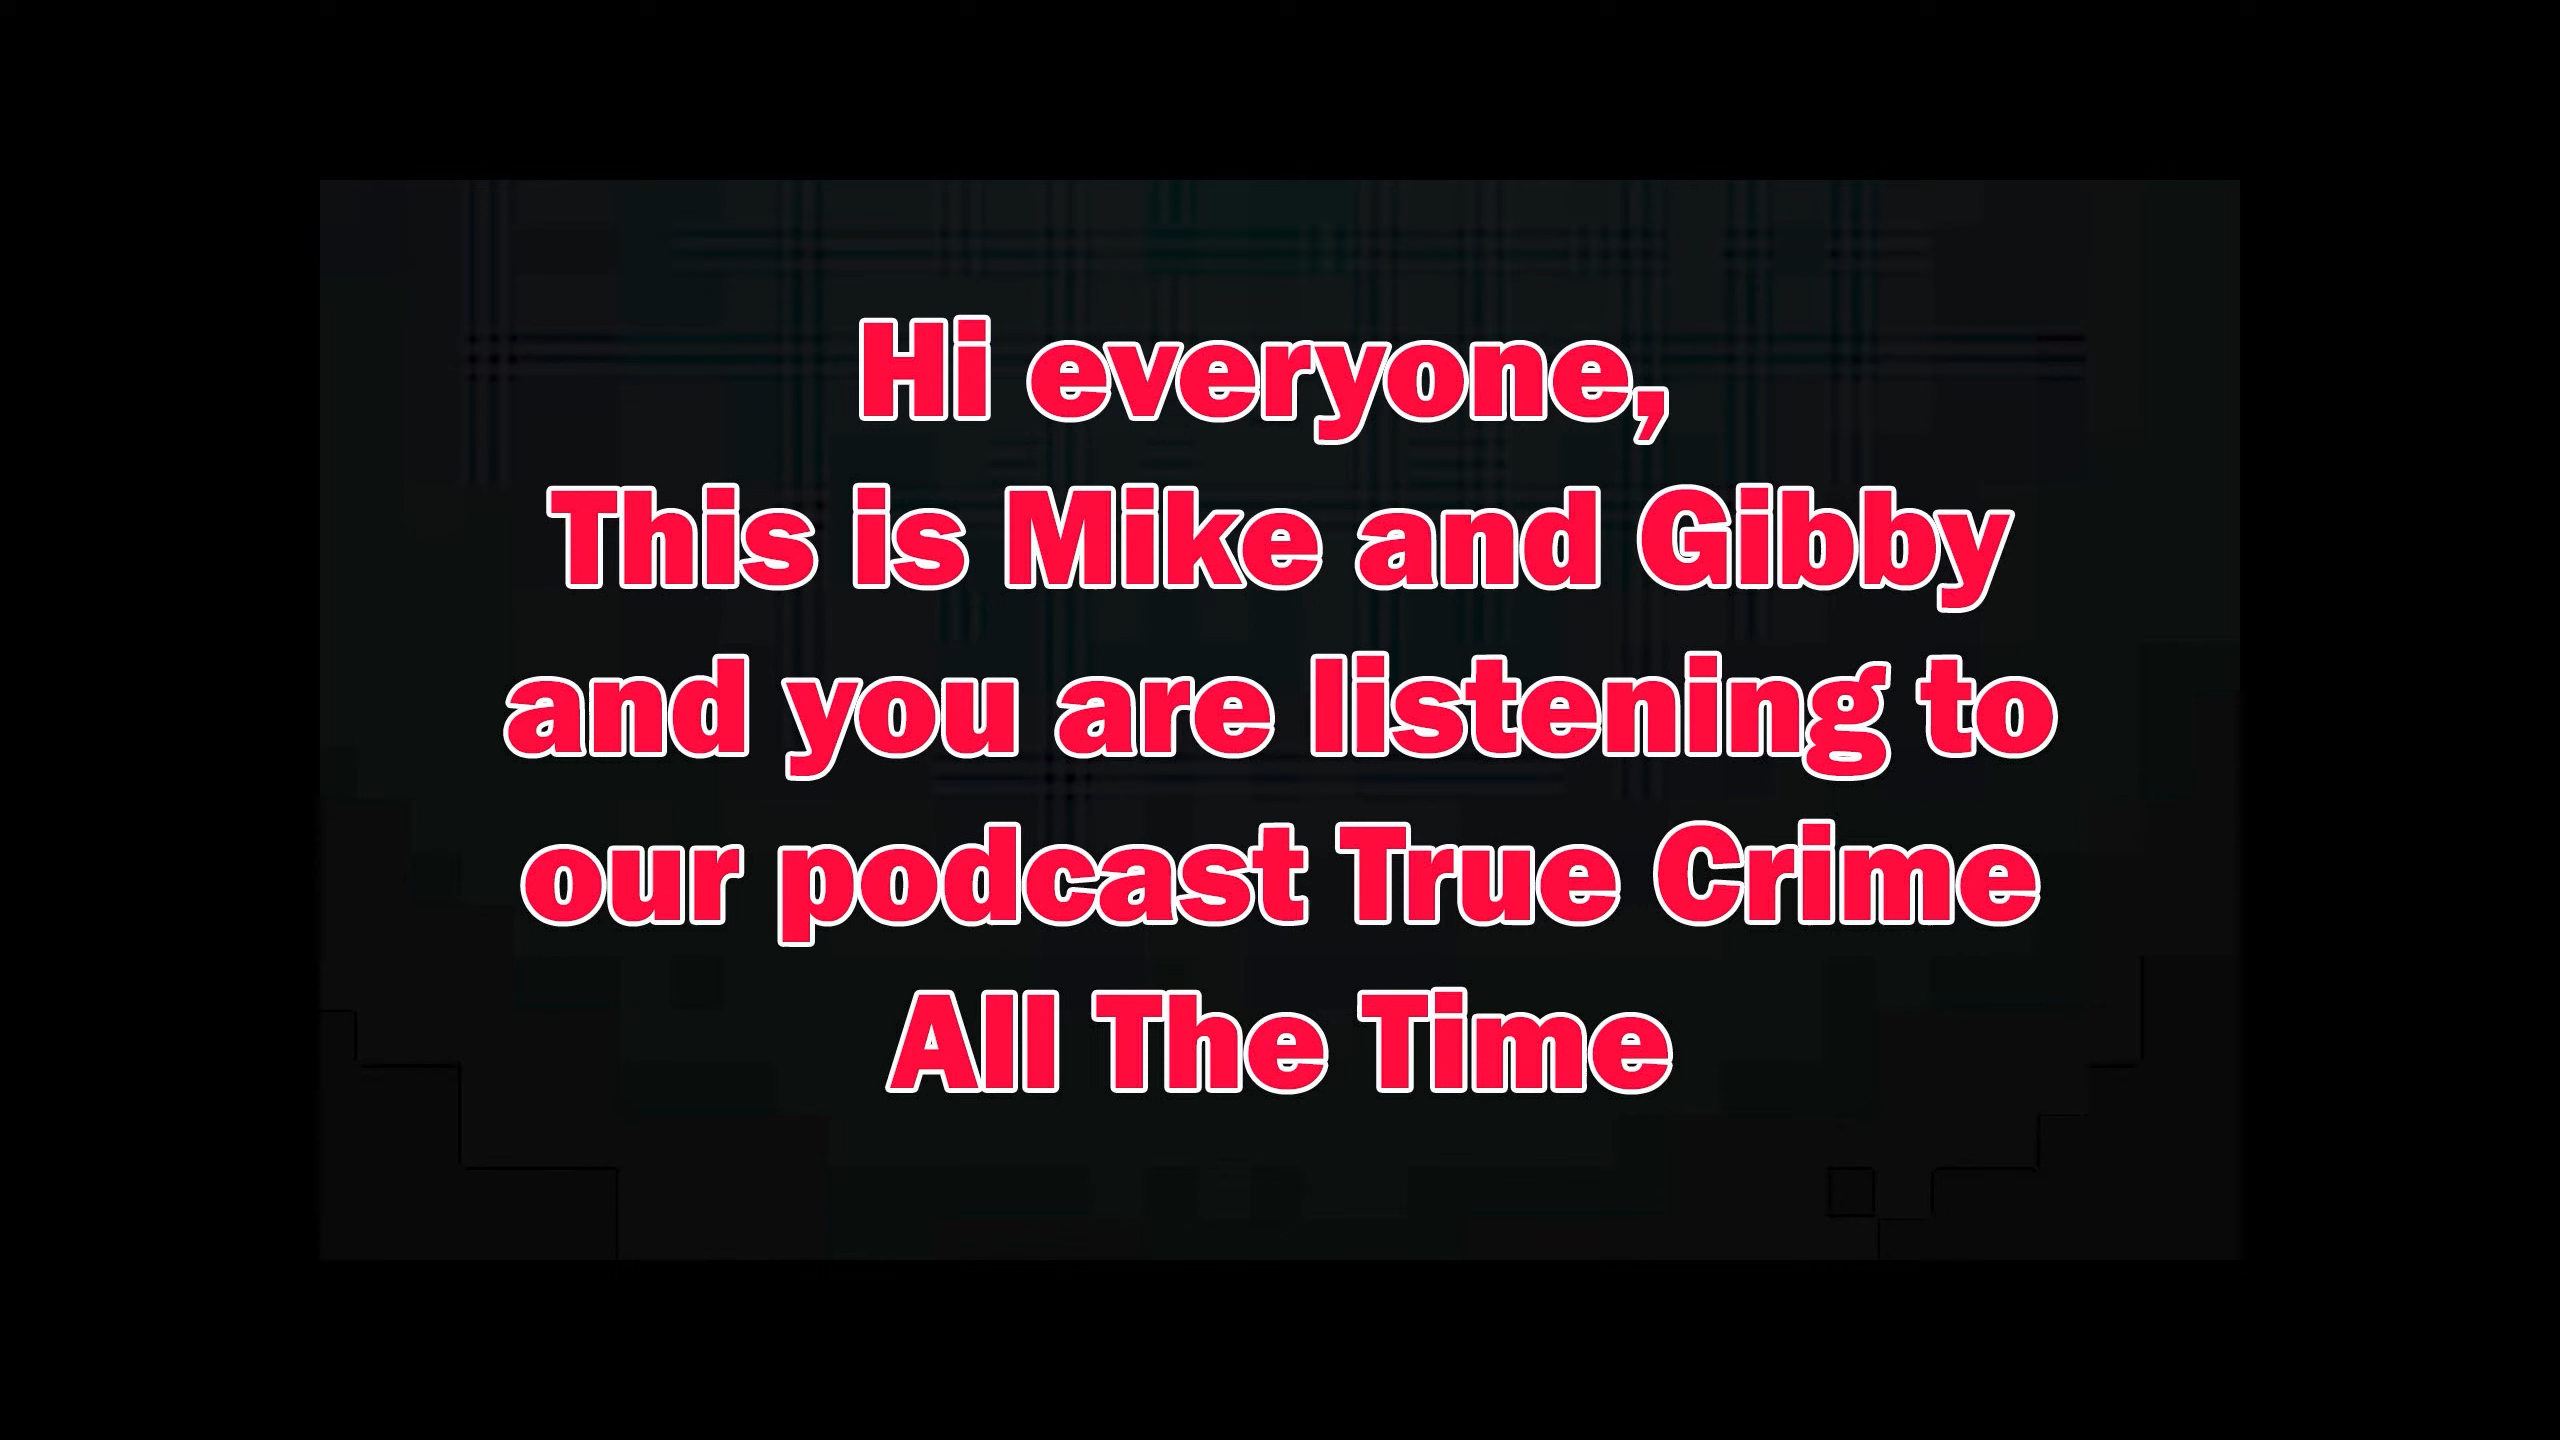 Hi everyone,
This is Mike and Gibby
and you are listening to
our podcast True Crime
All The Time